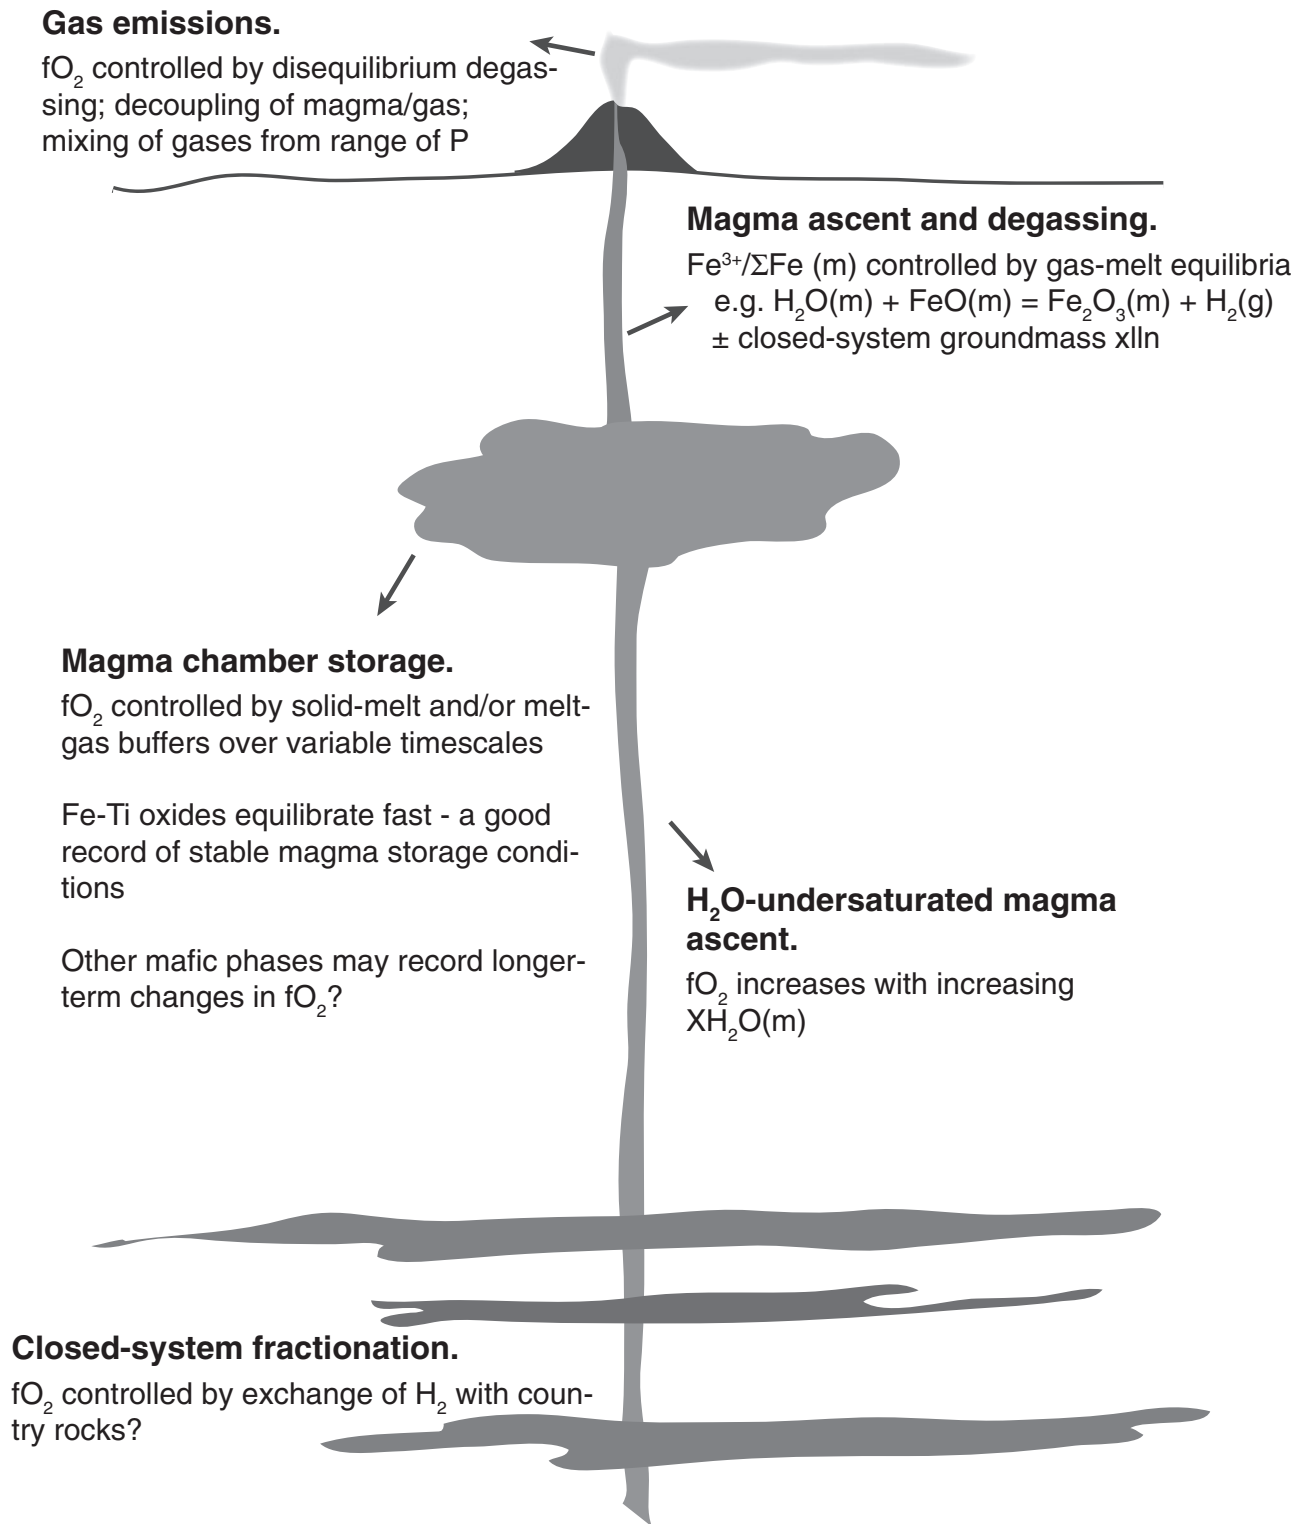 Gas emissions.
fO₂ controlled by disequilibrium degas-
sing; decoupling of magma/gas;
mixing of gases from range of P
Magma ascent and degassing.
Fe³⁺/ΣFe (m) controlled by gas-melt equilibria
e.g. H₂O(m) + FeO(m) = Fe₂O₃(m) + H₂(g)
± closed-system groundmass xlln
Magma chamber storage.
fO₂ controlled by solid-melt and/or melt-
gas buffers over variable timescales
Fe-Ti oxides equilibrate fast - a good
record of stable magma storage condi-
tions
Other mafic phases may record longer-
term changes in fO₂?
H₂O-undersaturated magma
ascent.
fO₂ increases with increasing
XH₂O(m)
Closed-system fractionation.
fO₂ controlled by exchange of H₂ with coun-
try rocks?